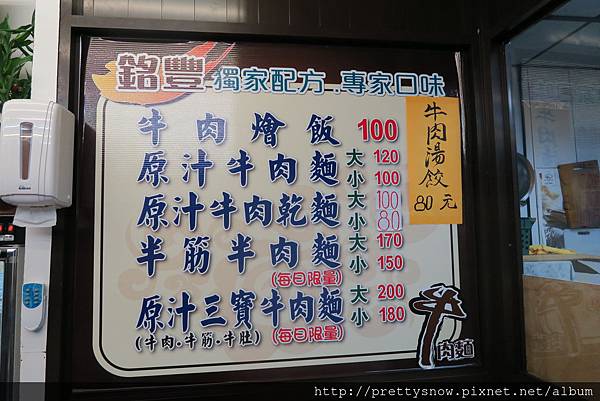 銘豐 獨家配方.專家口味
牛肉燴飯 100
原汁牛肉麵 大 120
小 100
原汁牛肉乾麵 大 100
小 80
半筋半肉麵 大 170
(每日限量) 小 150
原汁三寶牛肉麵 大 200
(牛肉.牛筋.牛肚) (每日限量) 小 180
牛肉湯餃
80元
牛肉麵
http://prettysnow.pixnet.net/album